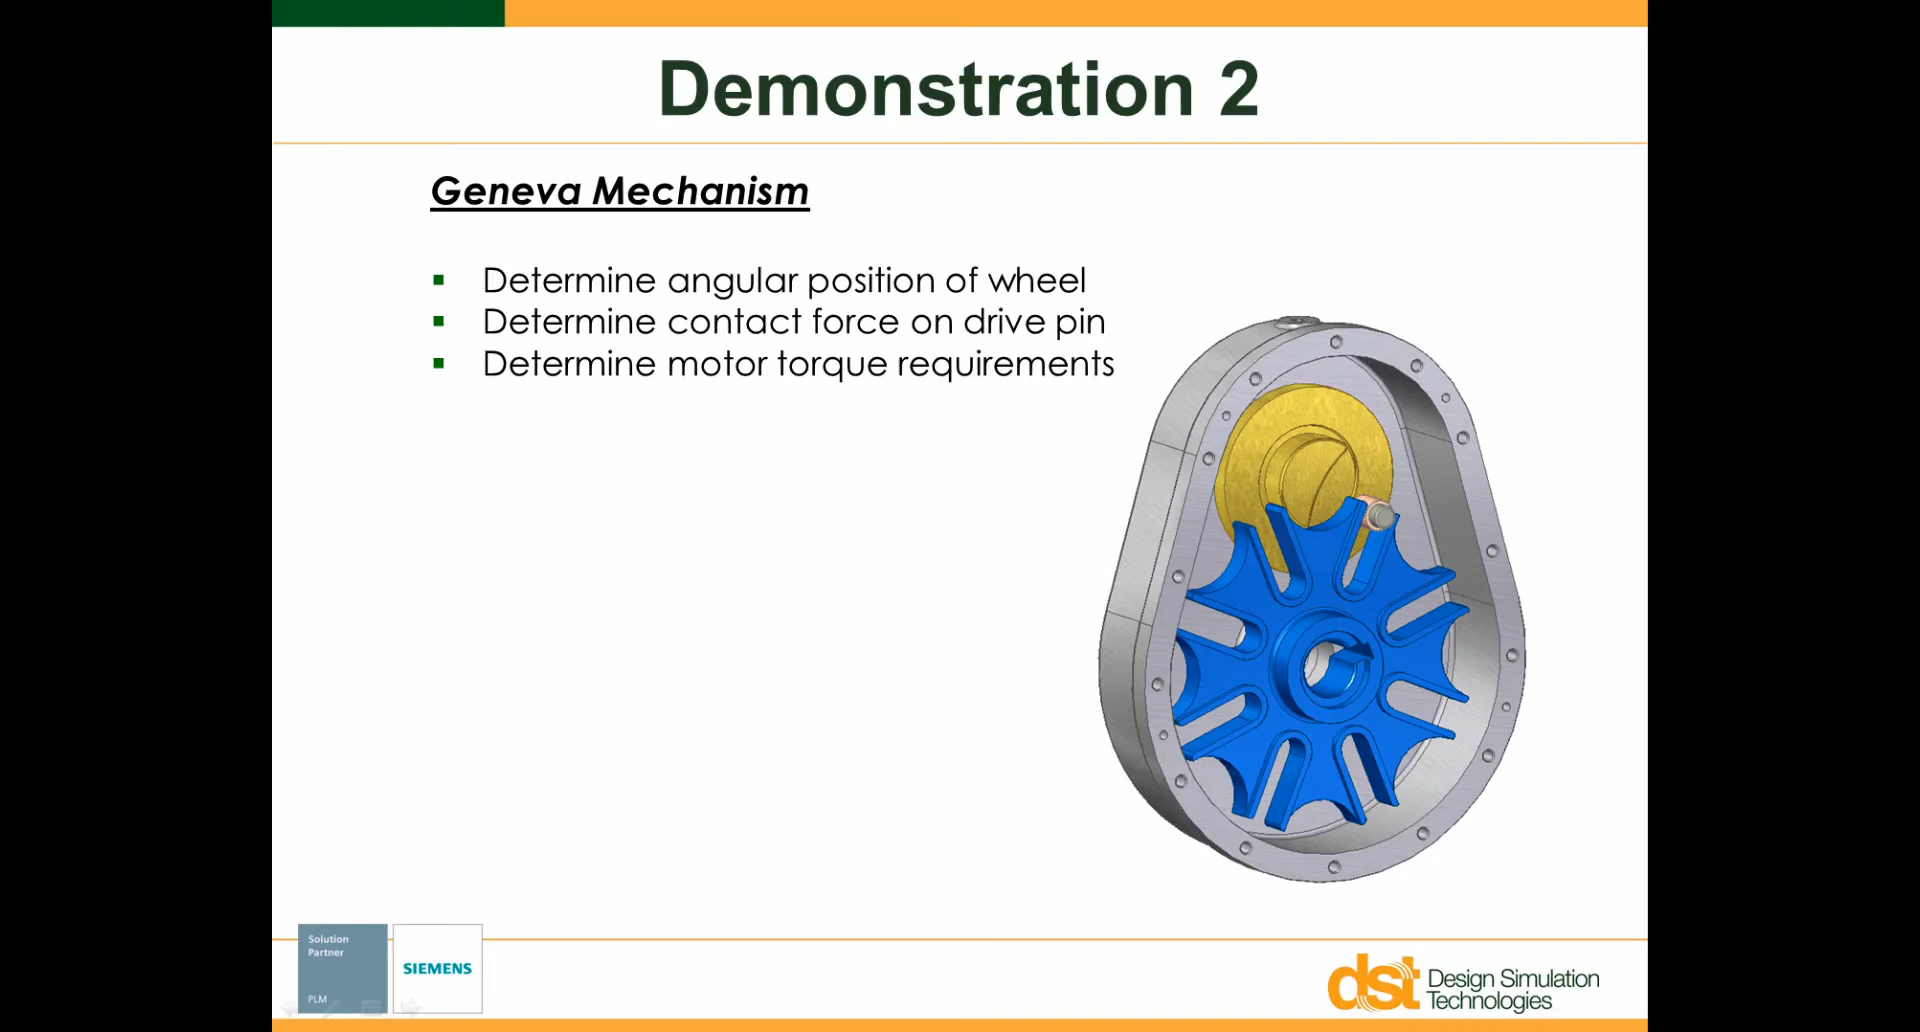 Demonstration 2
Geneva Mechanism
▪ Determine angular position of wheel
▪ Determine contact force on drive pin
▪ Determine motor torque requirements
Solution
Partner
PLM
SIEMENS
dst Design Simulation
Technologies